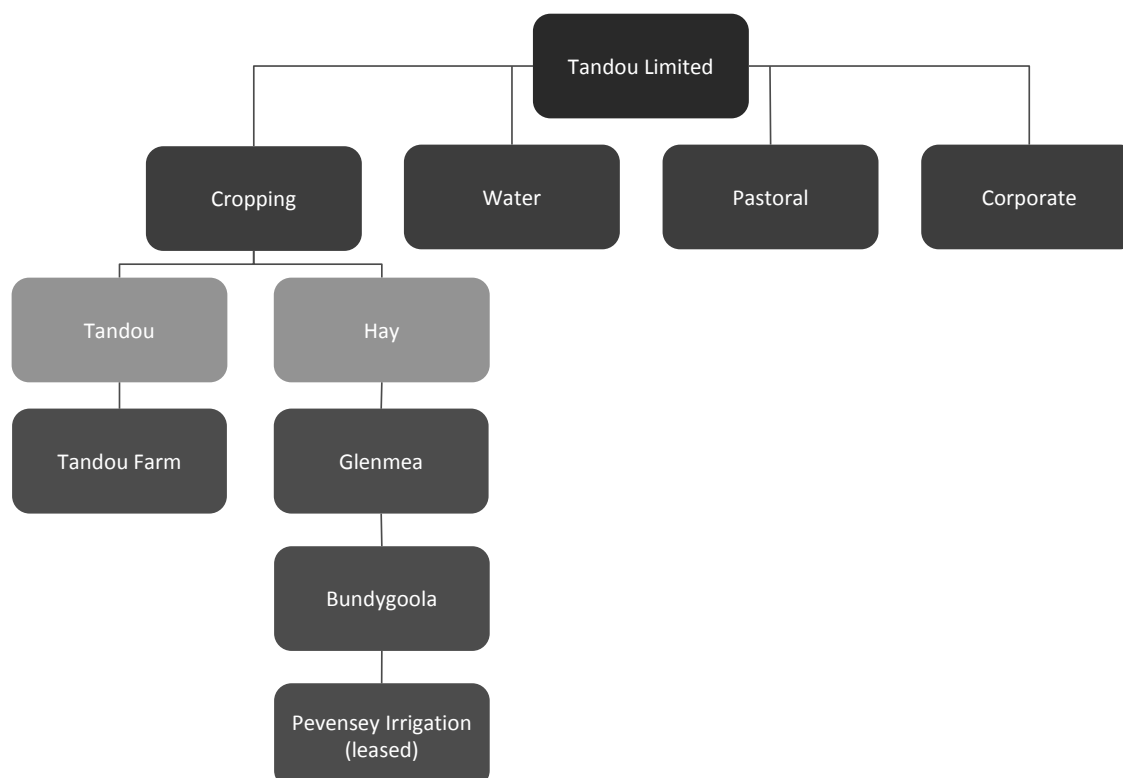 Tandou Limited
Cropping
Water
Pastoral
Corporate
Tandou
Hay
Tandou Farm
Glenmea
Bundygoola
Pevensey Irrigation
(leased)